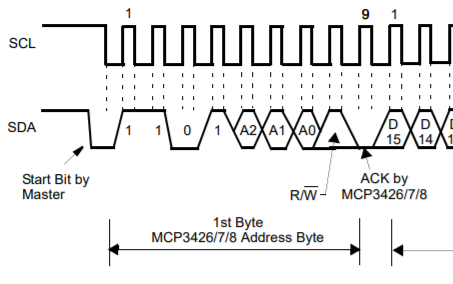 1 9 1
SCL
SDA 1 1 0 1 A2 A1 A0 D 15 D 14
Start Bit by
Master
R/W
ACK by
MCP3426/7/8
1st Byte
MCP3426/7/8 Address Byte